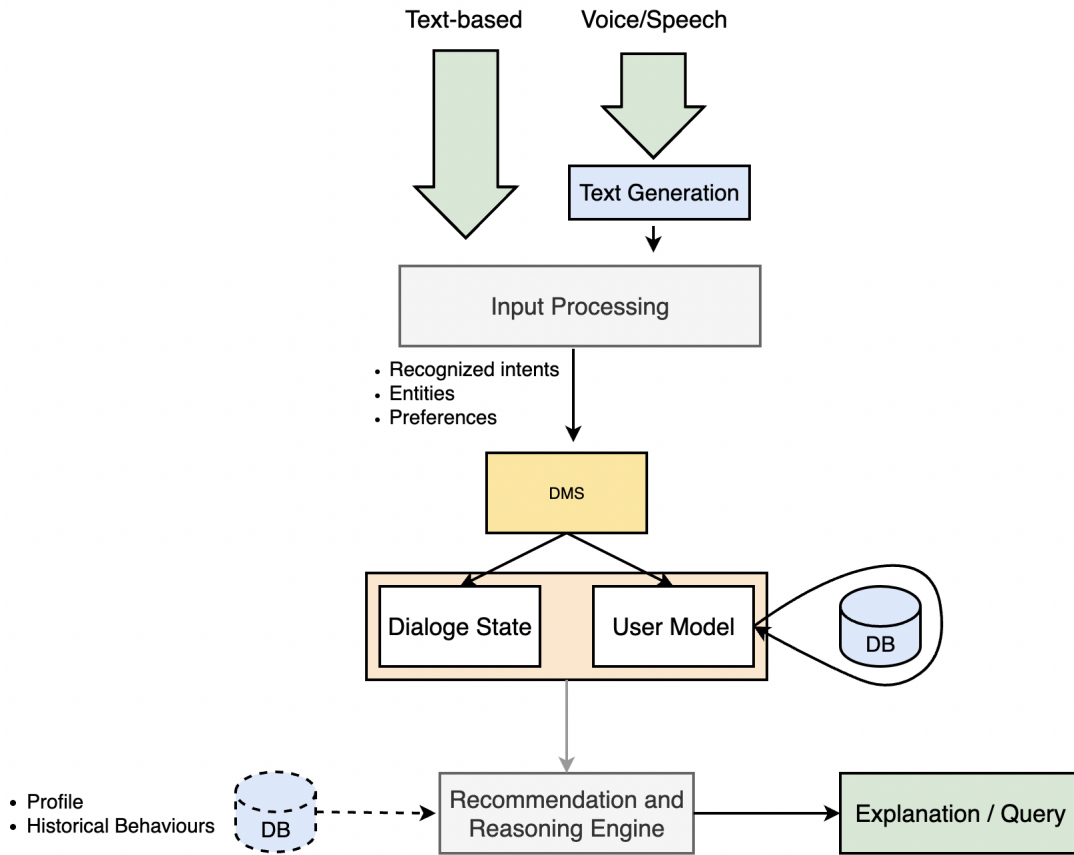 Text-based
Voice/Speech
Text Generation
Input Processing
• Recognized intents
• Entities
• Preferences
DMS
Dialoge State
User Model
DB
• Profile
• Historical Behaviours
DB
Recommendation and
Reasoning Engine
Explanation / Query